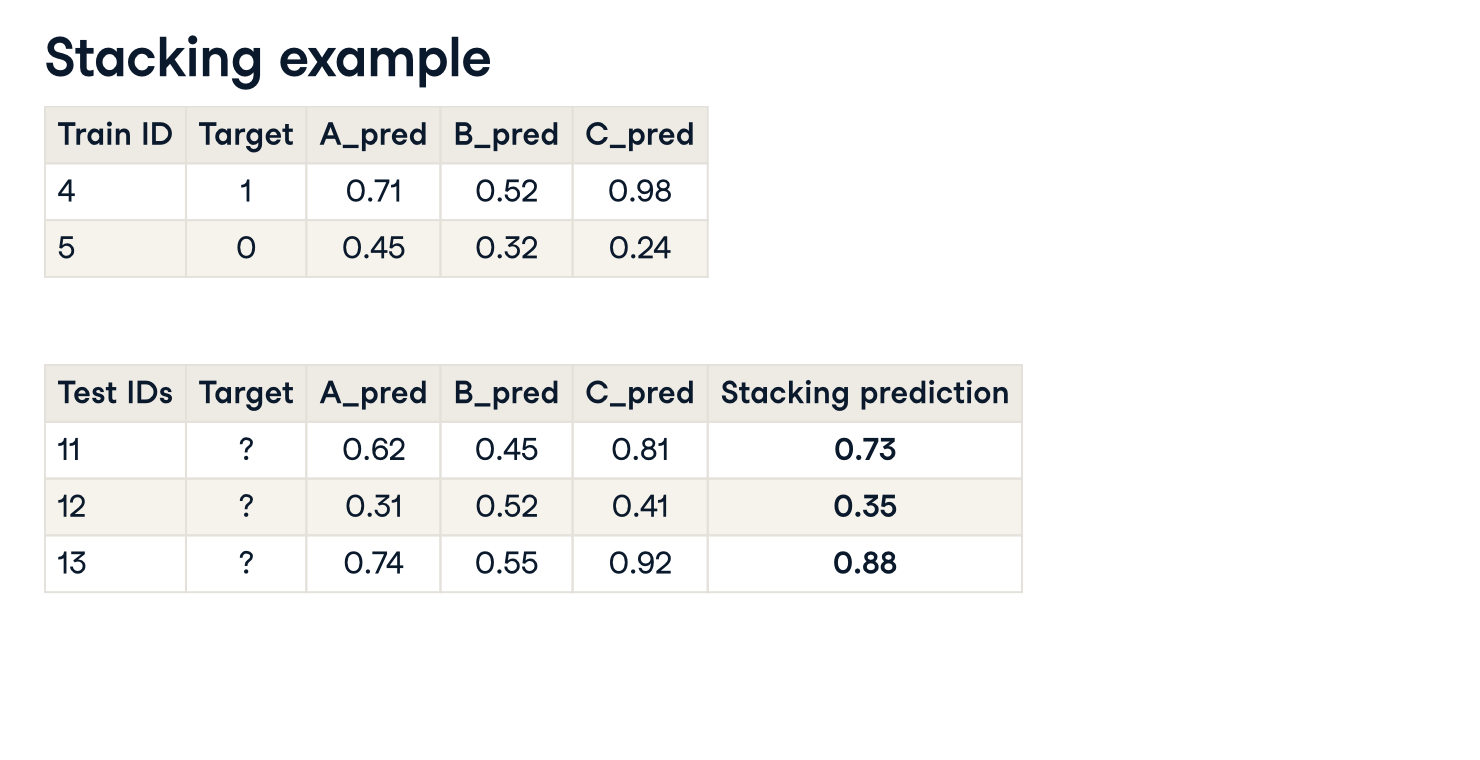 Stacking example
Train ID Target A_pred B_pred C_pred
4 1 0.71 0.52 0.98
5 0 0.45 0.32 0.24
Test IDs Target A_pred B_pred C_pred Stacking prediction
11 ? 0.62 0.45 0.81 0.73
12 ? 0.31 0.52 0.41 0.35
13 ? 0.74 0.55 0.92 0.88